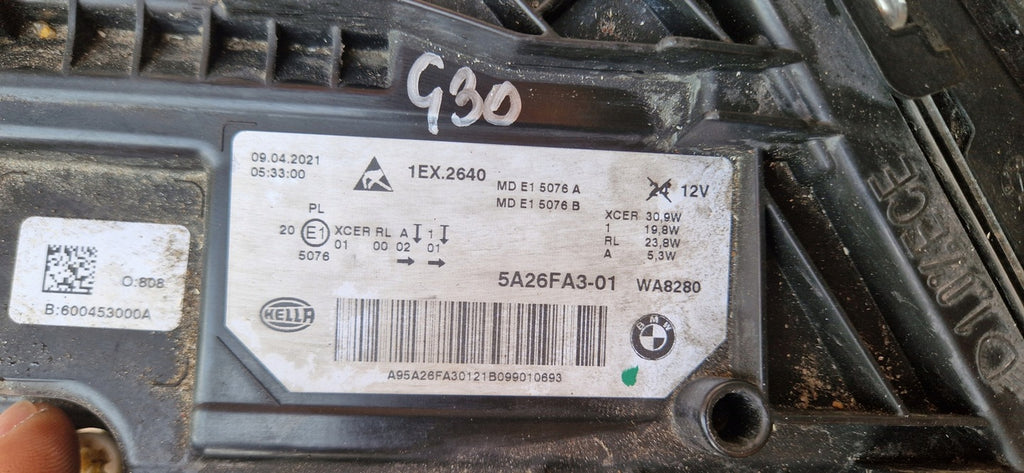 G30
09.04.2021
05:33:00
1EX.2640
MD E1 5076 A
MD E1 5076 B
24 12V
XCER 30,9W
1 19,8W
RL 23,8W
A 5,3W
PL
20 E1 XCER RL A 1
01 00 02 01
5076
5A26FA3-01 WA8280
HELLA
BMW
A95A26FA30121B099010693
O:808
B:600453000A